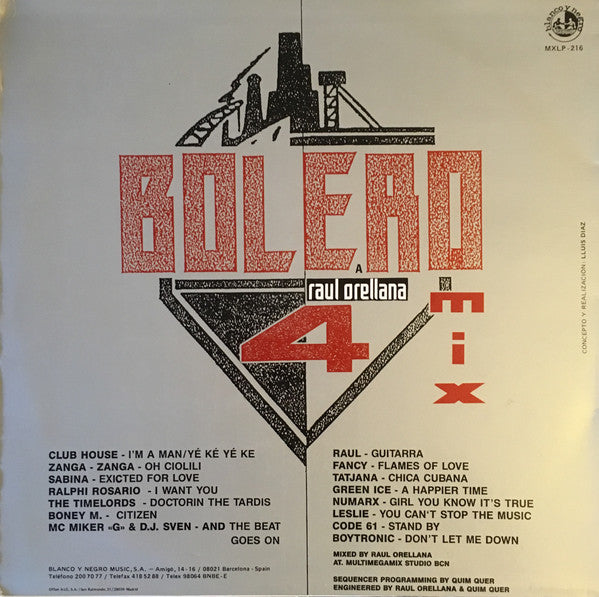 blanco y negro
MXLP-216
BOLERO
A
raul orellana
4
mix
CONCEPTO Y REALIZACION: LLUIS DIAZ
CLUB HOUSE - I'M A MAN/YÉ KÉ YÉ KE
ZANGA - ZANGA - OH CIOLILI
SABINA - EXICTED FOR LOVE
RALPHI ROSARIO - I WANT YOU
THE TIMELORDS - DOCTORIN THE TARDIS
BONEY M. - CITIZEN
MC MIKER «G» & D.J. SVEN - AND THE BEAT
GOES ON
RAUL - GUITARRA
FANCY - FLAMES OF LOVE
TATJANA - CHICA CUBANA
GREEN ICE - A HAPPIER TIME
NUMARX - GIRL YOU KNOW IT'S TRUE
LESLIE - YOU CAN'T STOP THE MUSIC
CODE 61 - STAND BY
BOYTRONIC - DON'T LET ME DOWN
MIXED BY RAUL ORELLANA
AT. MULTIMEGAMIX STUDIO BCN
SEQUENCER PROGRAMMING BY QUIM QUER
ENGINEERED BY RAUL ORELLANA & QUIM QUER
BLANCO Y NEGRO MUSIC, S.A. – Amigó, 14-16 / 08021 Barcelona - Spain
Teléfono 200 70 77 / Telefax 418 52 88 / Télex 98064 BNBE-E